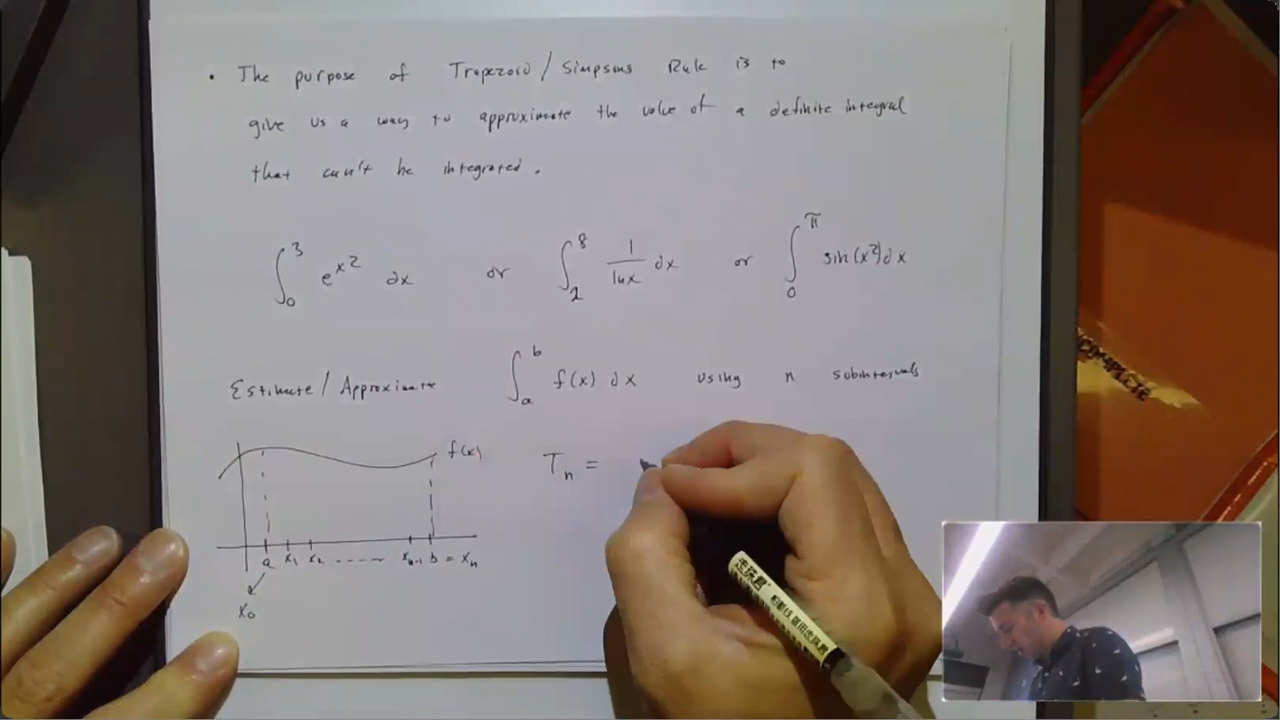 • The purpose of Trapezoid / Simpsons Rule is to
give us a way to approximate the value of a definite integral
that can't be integrated.
∫₀³ e^{x²} dx or ∫₂⁸ 1/lnx dx or ∫₀^π sin(x²)dx
Estimate / Approximate ∫ₐᵇ f(x) dx using n subintervals
f(x)
Tₙ =
a x₁ x₂ ------ xₙ₋₁ b = xₙ
x₀
COMPLETE